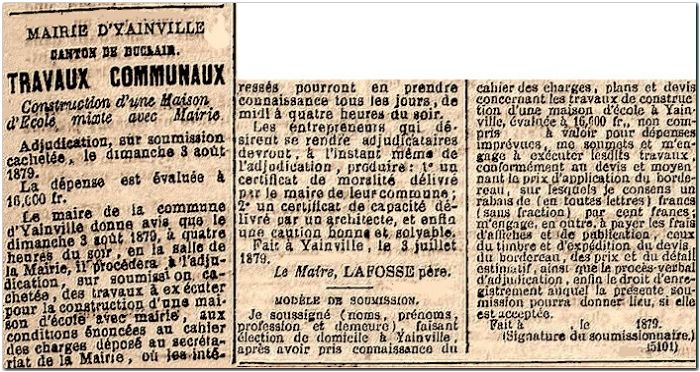 MAIRIE D'YAINVILLE
CANTON DE DUCLAIR.
TRAVAUX COMMUNAUX
Construction d'une Maison
d'Ecole mixte avec Mairie
Adjudication, sur soumission
cachetée, le dimanche 3 août
1879.
La dépense est évaluée à
16,000 fr.
Le maire de la commune
d'Yainville donne avis que le
dimanche 3 août 1879, à quatre
heures du soir, en la salle de
la Mairie, il procédera à l'adju-
dication, sur soumission ca-
chetée, des travaux à exécuter
pour la construction d'une mai-
son d'école avec mairie, aux
conditions énoncées au cahier
des charges déposé au secréta-
riat de la Mairie, où les inté-
ressés pourront en prendre
connaissance tous les jours, de
midi à quatre heures du soir.
Les entrepreneurs qui dé-
sirent se rendre adjudicataires
devront, à l'instant même de
l'adjudication, produire: 1° un
certificat de moralité délivré
par le maire de leur commune;
2° un certificat de capacité dé-
livré par un architecte, et enfin
une caution bonne et solvable.
Fait à Yainville, le 3 juillet
1879.
Le Maire, LAFOSSE père.
MODÈLE DE SOUMISSION.
Je soussigné (noms, prénoms,
profession et demeure), faisant
élection de domicile à Yainville,
après avoir pris connaissance du
cahier des charges, plans et devis
concernant les travaux de construc-
tion d'une maison d'école à Yain-
ville, évaluée à 16,600 fr., non com-
pris à valoir pour dépenses
imprévues, me soumets et m'en-
gage à exécuter lesdits travaux
conformément au devis et moyen-
nant le prix d'application du borde-
reau, sur lesquels je consens un
rabais de (en toutes lettres) francs
(sans fraction) par cent francs
m'engage, en outre, à payer les frais
d'affiches et de publication, ceux
du timbre et d'expédition du devis,
du bordereau, des prix et du détail
estimatif, ainsi que le procès-verbal
d'adjudication, enfin le droit d'en-
registrement auquel la présente sou-
mission pourra donner lieu, si elle
est acceptée.
Fait à , le 1879.
(Signature du soumissionnaire.)
(5101)